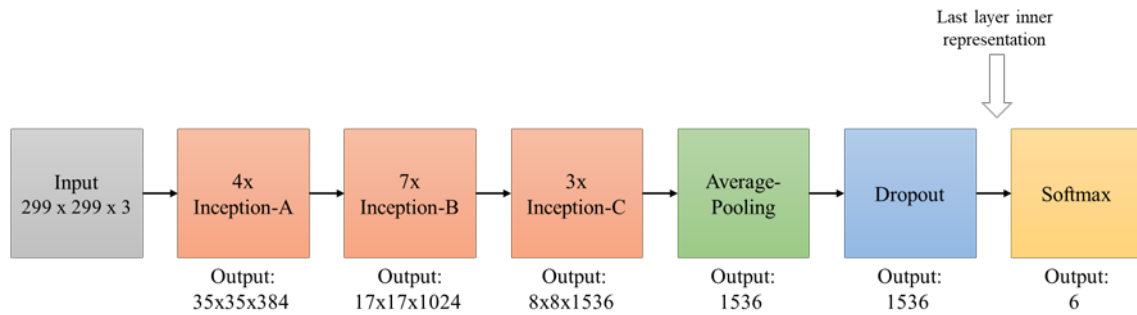 Last layer inner
representation
Input
299 x 299 x 3
4x
Inception-A
7x
Inception-B
3x
Inception-C
Average-
Pooling
Dropout
Softmax
Output:
35x35x384
Output:
17x17x1024
Output:
8x8x1536
Output:
1536
Output:
1536
Output:
6